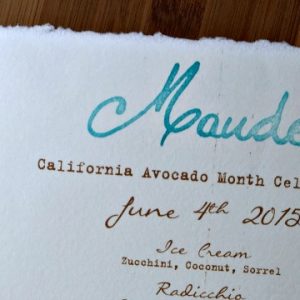 Maude
California Avocado Month Cel
June 4th 2015
Ice Cream
Zucchini, Coconut, Sorrel
Radicchio